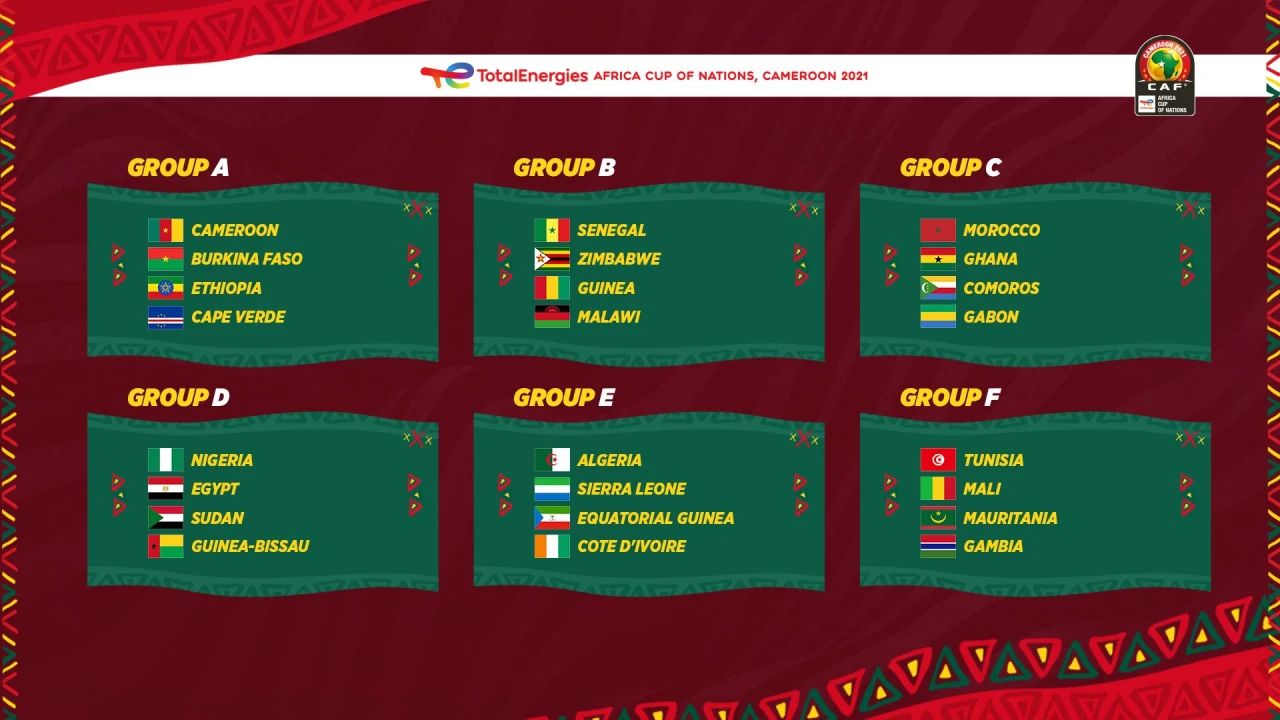 TotalEnergies AFRICA CUP OF NATIONS, CAMEROON 2021
CAMEROON 2021
CAF
TotalEnergies
AFRICA
CUP
OF NATIONS
GROUP A
CAMEROON
BURKINA FASO
ETHIOPIA
CAPE VERDE
GROUP B
SENEGAL
ZIMBABWE
GUINEA
MALAWI
GROUP C
MOROCCO
GHANA
COMOROS
GABON
GROUP D
NIGERIA
EGYPT
SUDAN
GUINEA-BISSAU
GROUP E
ALGERIA
SIERRA LEONE
EQUATORIAL GUINEA
COTE D'IVOIRE
GROUP F
TUNISIA
MALI
MAURITANIA
GAMBIA